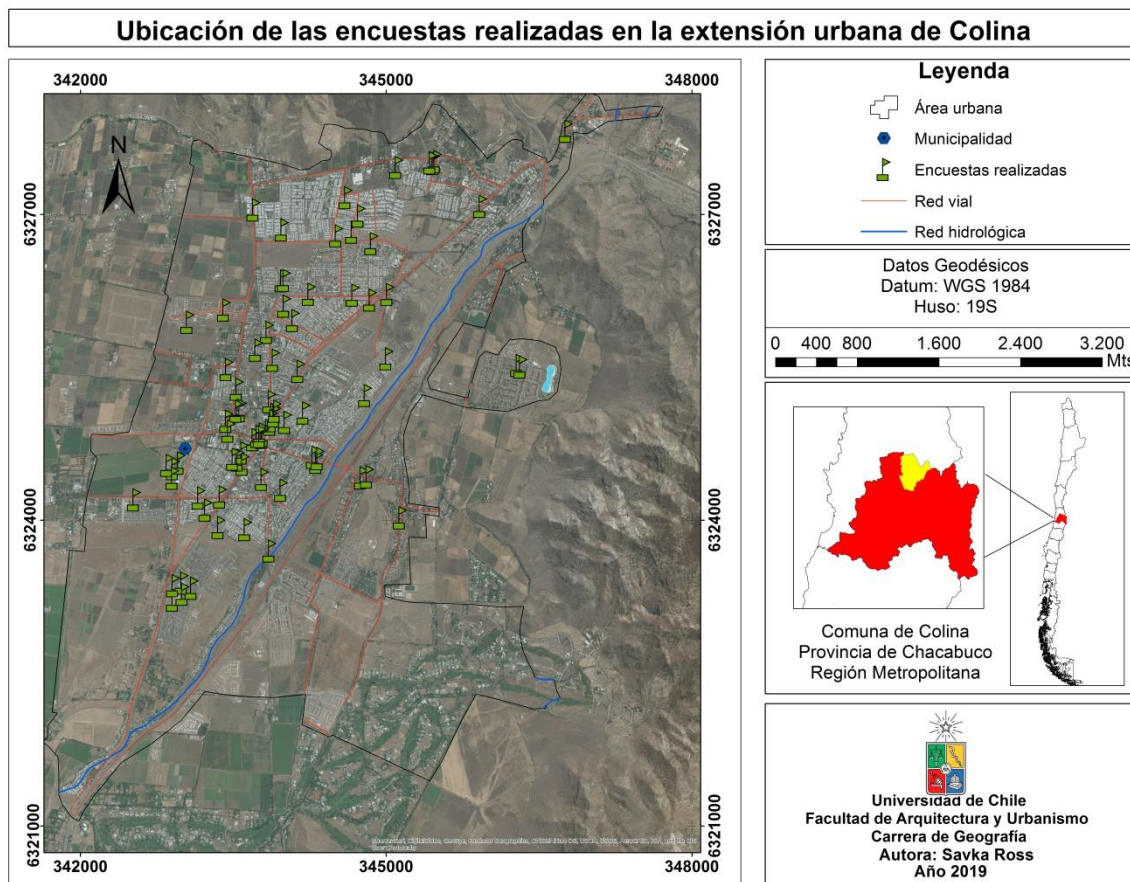 Ubicación de las encuestas realizadas en la extensión urbana de Colina
342000 345000 348000
N
6327000 6327000
6324000 6324000
6321000 6321000
342000 345000 348000
Leyenda
Área urbana
Municipalidad
Encuestas realizadas
Red vial
Red hidrológica
Datos Geodésicos
Datum: WGS 1984
Huso: 19S
0 400 800 1.600 2.400 3.200
Mts
Comuna de Colina
Provincia de Chacabuco
Región Metropolitana
Universidad de Chile
Facultad de Arquitectura y Urbanismo
Carrera de Geografía
Autora: Savka Ross
Año 2019